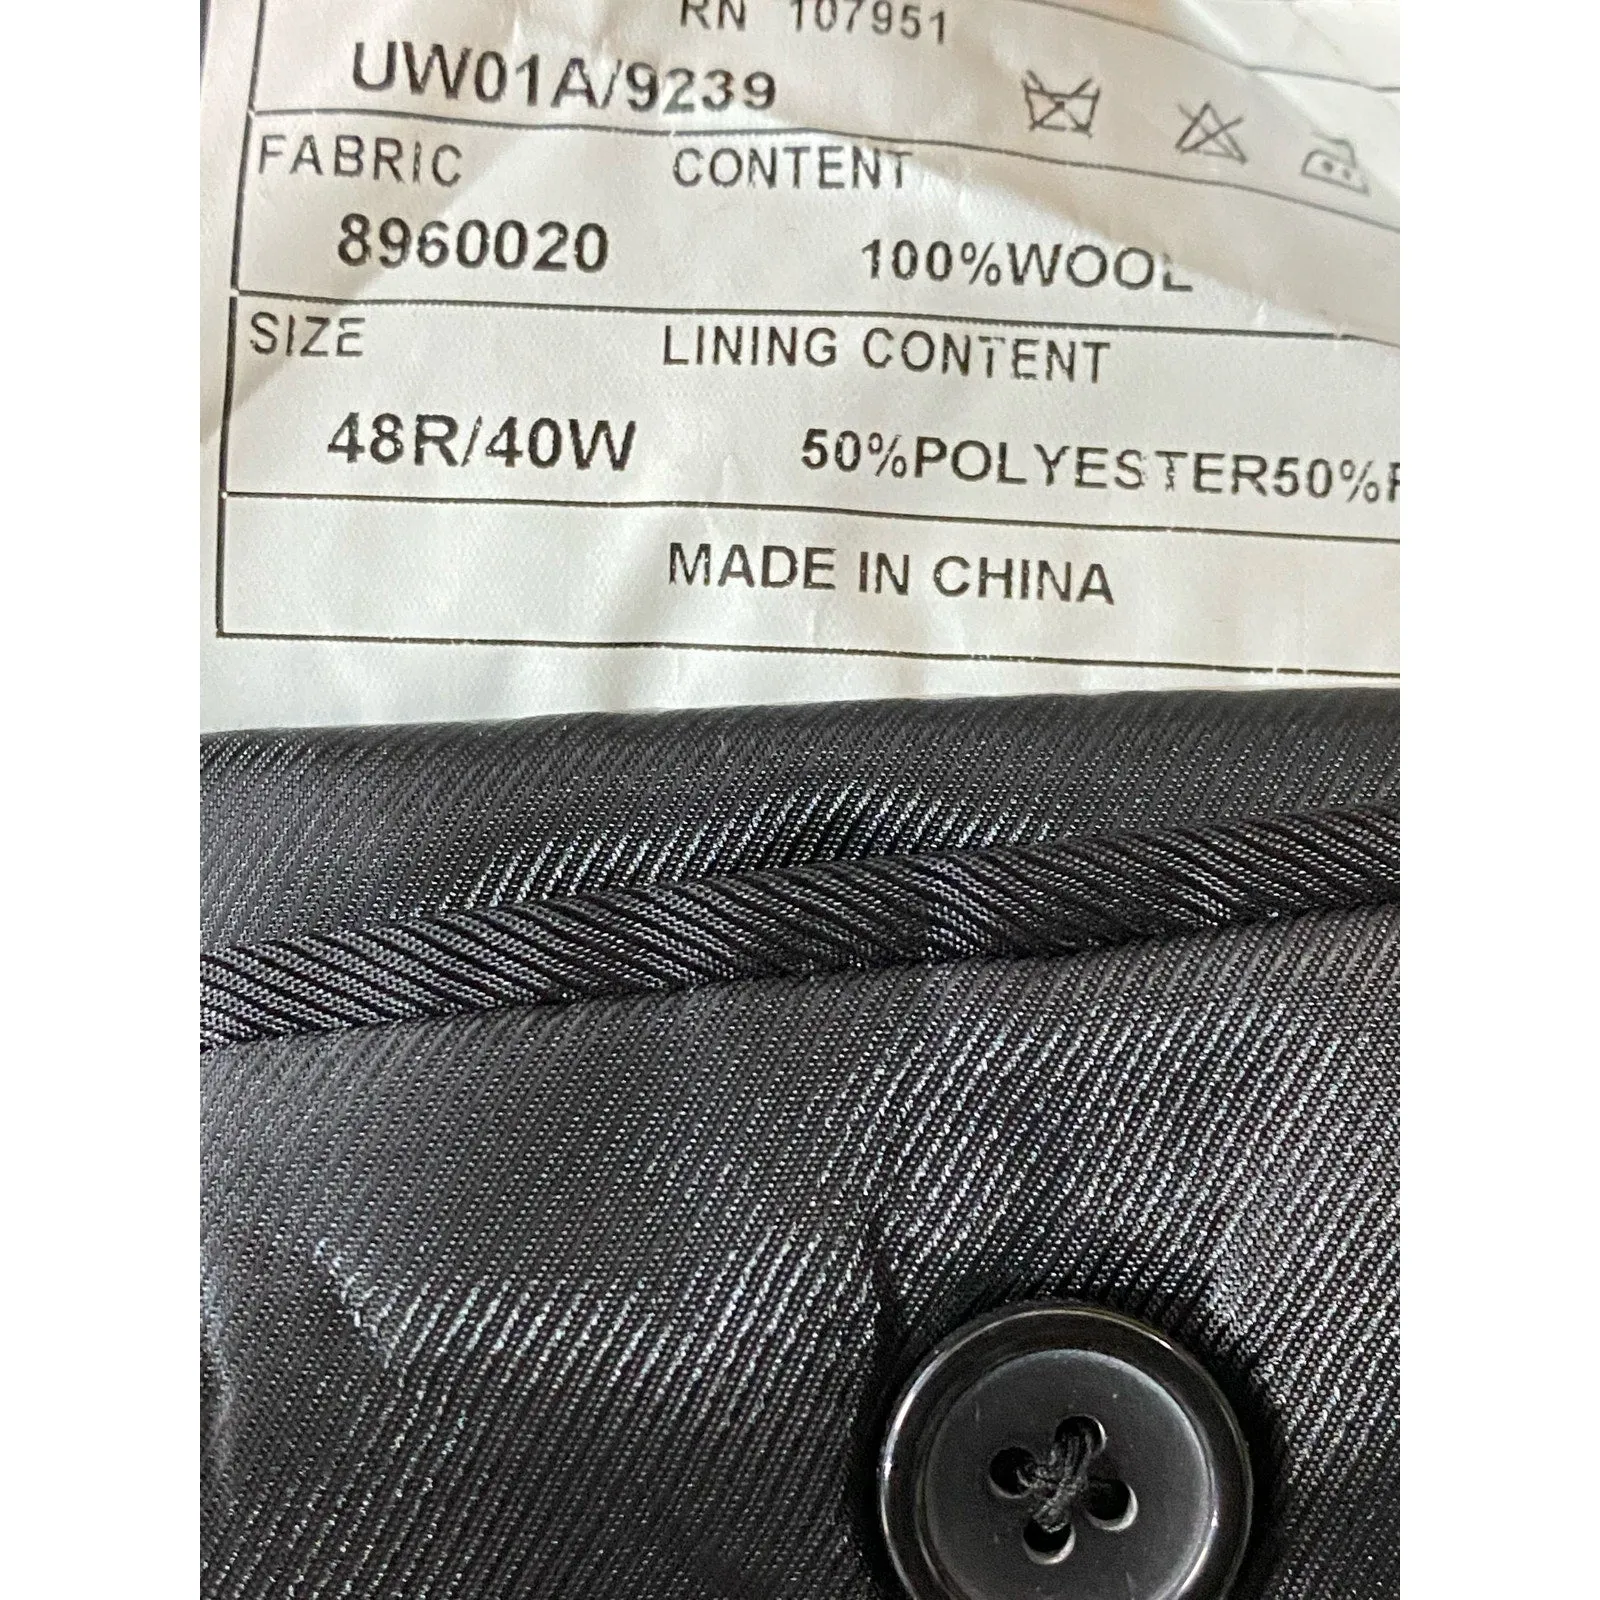 RN 107951
UW01A/9239
FABRIC CONTENT
8960020 100%WOOL
SIZE LINING CONTENT
48R/40W 50%POLYESTER50%
MADE IN CHINA